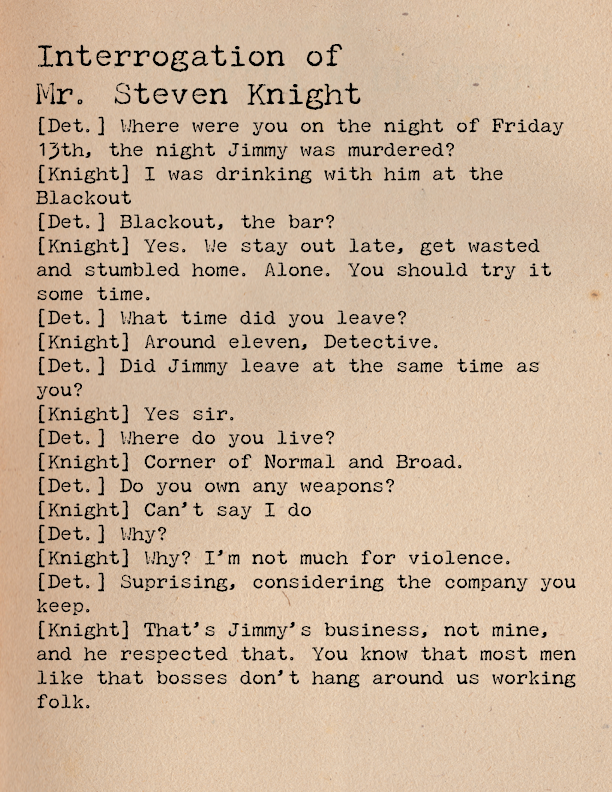 Interrogation of
Mr. Steven Knight
[Det.] Where were you on the night of Friday
13th, the night Jimmy was murdered?
[Knight] I was drinking with him at the
Blackout
[Det.] Blackout, the bar?
[Knight] Yes. We stay out late, get wasted
and stumbled home. Alone. You should try it
some time.
[Det.] What time did you leave?
[Knight] Around eleven, Detective.
[Det.] Did Jimmy leave at the same time as
you?
[Knight] Yes sir.
[Det.] Where do you live?
[Knight] Corner of Normal and Broad.
[Det.] Do you own any weapons?
[Knight] Can't say I do
[Det.] Why?
[Knight] Why? I'm not much for violence.
[Det.] Suprising, considering the company you
keep.
[Knight] That's Jimmy's business, not mine,
and he respected that. You know that most men
like that bosses don't hang around us working
folk.